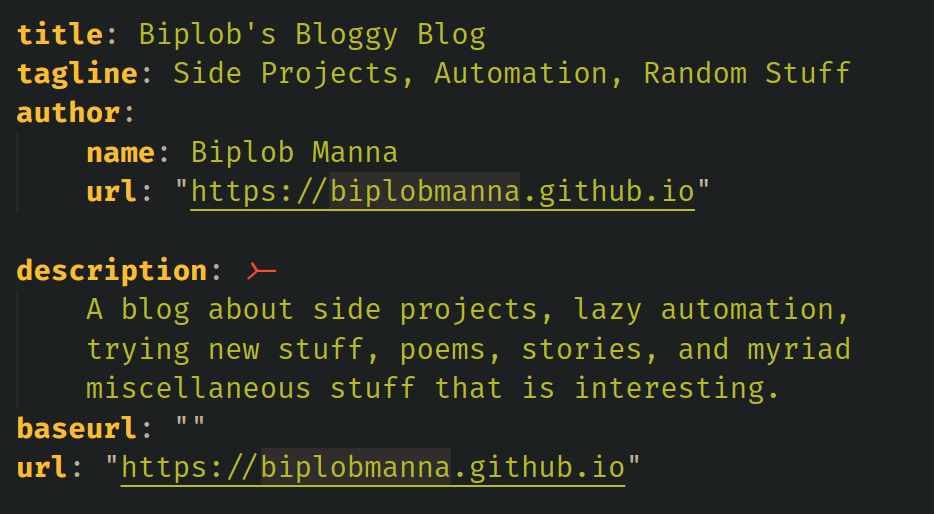 title: Biplob's Bloggy Blog
tagline: Side Projects, Automation, Random Stuff
author:
    name: Biplob Manna
    url: "https://biplobmanna.github.io"

description: >-
    A blog about side projects, lazy automation,
    trying new stuff, poems, stories, and myriad
    miscellaneous stuff that is interesting.
baseurl: ""
url: "https://biplobmanna.github.io"